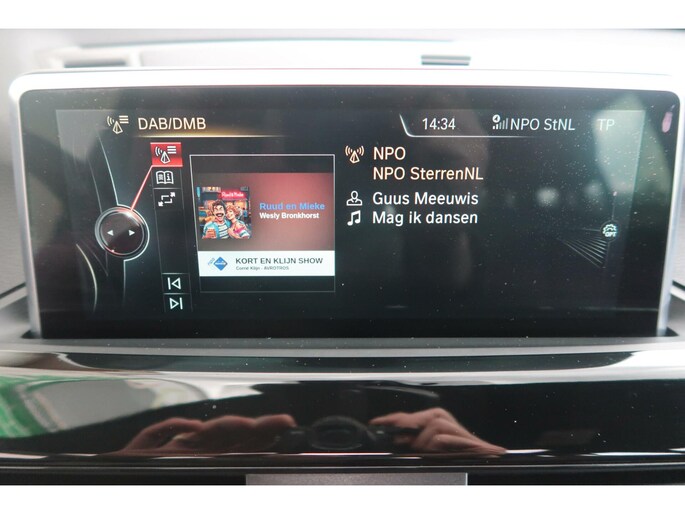 DAB/DMB
14:34
NPO StNL
TP
NPO
NPO SterrenNL
Guus Meeuwis
Mag ik dansen
Ruud en Mieke
Wesly Bronkhorst
KORT EN KLIJN SHOW